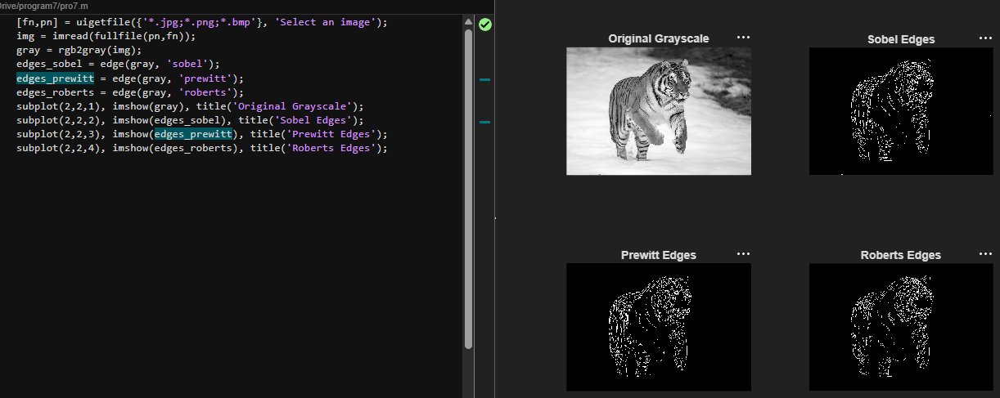 Drive/program7/pro7.m
[fn,pn] = uigetfile({'*.jpg;*.png;*.bmp'}, 'Select an image');
img = imread(fullfile(pn,fn));
gray = rgb2gray(img);
edges_sobel = edge(gray, 'sobel');
edges_prewitt = edge(gray, 'prewitt');
edges_roberts = edge(gray, 'roberts');
subplot(2,2,1), imshow(gray), title('Original Grayscale');
subplot(2,2,2), imshow(edges_sobel), title('Sobel Edges');
subplot(2,2,3), imshow(edges_prewitt), title('Prewitt Edges');
subplot(2,2,4), imshow(edges_roberts), title('Roberts Edges');
Original Grayscale
Sobel Edges
Prewitt Edges
Roberts Edges